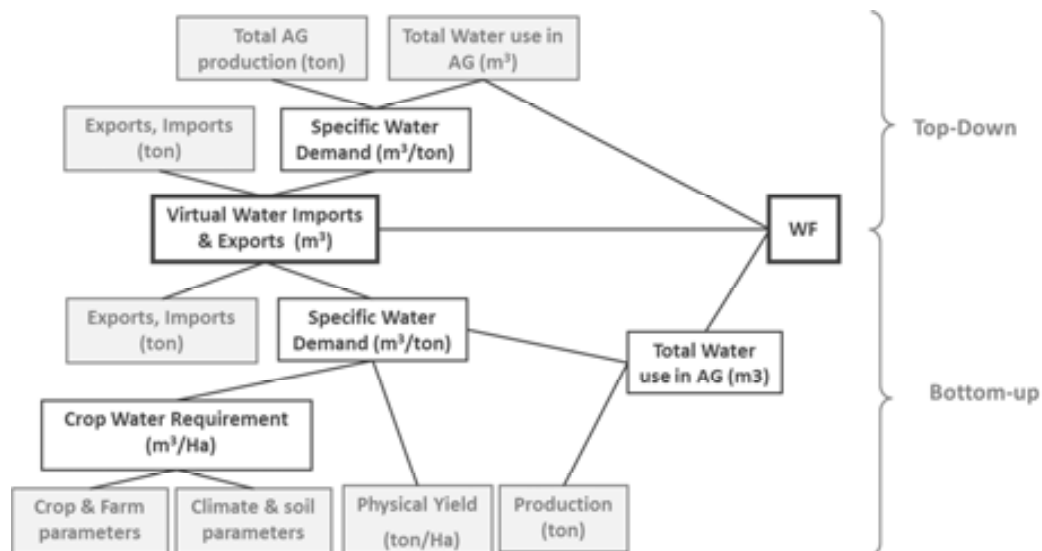 Total AG
production (ton)
Total Water use in
AG (m³)
Exports, Imports
(ton)
Specific Water
Demand (m³/ton)
Top-Down
Virtual Water Imports
& Exports (m³)
WF
Exports, Imports
(ton)
Specific Water
Demand (m³/ton)
Total Water
use in AG (m3)
Bottom-up
Crop Water Requirement
(m³/Ha)
Crop & Farm
parameters
Climate & soil
parameters
Physical Yield
(ton/Ha)
Production
(ton)